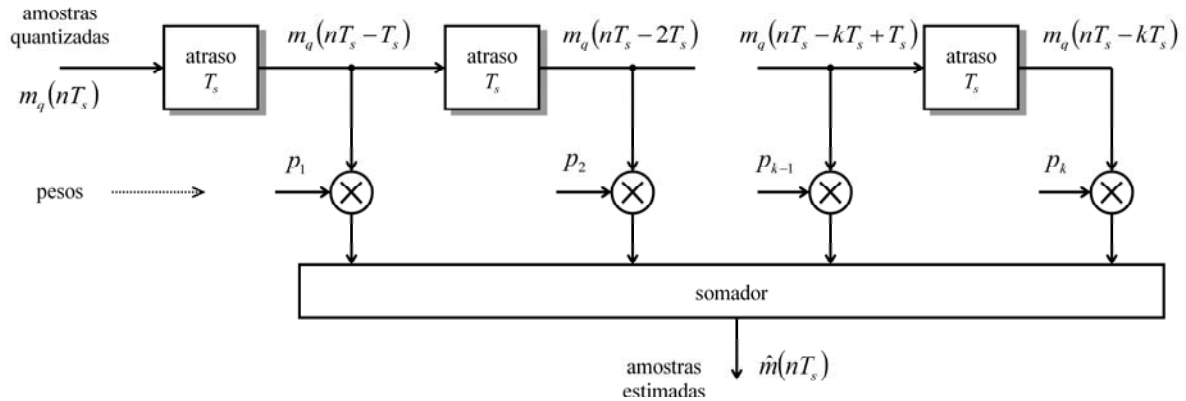 amostras
quantizadas
m_q(nT_s)
atraso
T_s
m_q(nT_s − T_s)
atraso
T_s
m_q(nT_s − 2T_s)
m_q(nT_s − kT_s + T_s)
atraso
T_s
m_q(nT_s − kT_s)
pesos
p_1
p_2
p_{k−1}
p_k
somador
amostras
estimadas
m̂(nT_s)